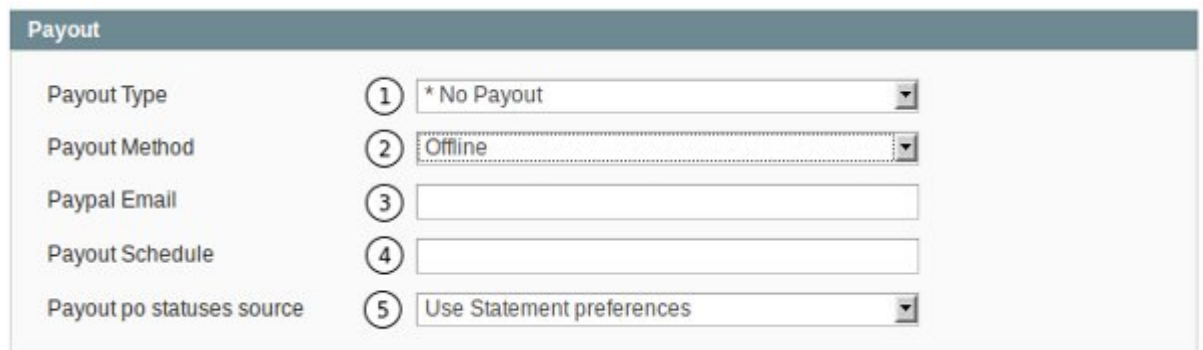 Payout
Payout Type 1 * No Payout
Payout Method 2 Offline
Paypal Email 3
Payout Schedule 4
Payout po statuses source 5 Use Statement preferences